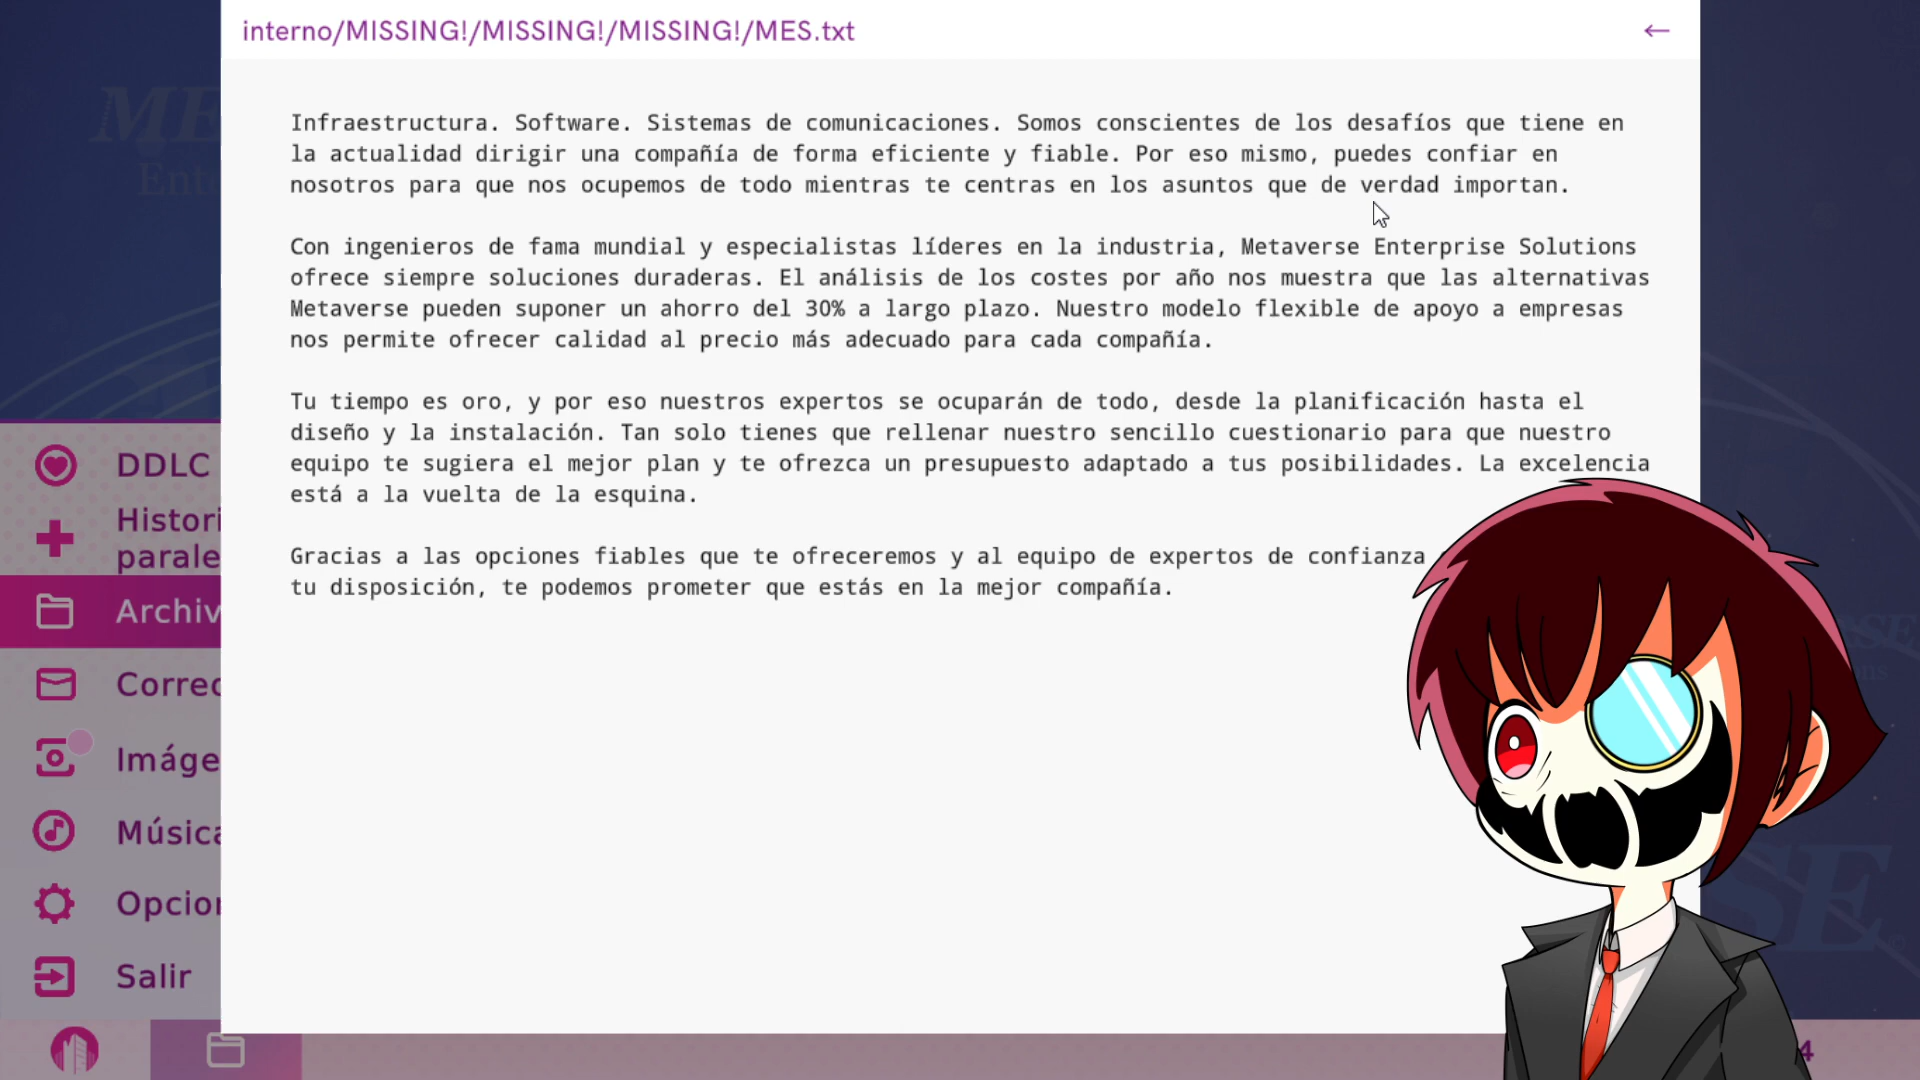 interno/MISSING!/MISSING!/MISSING!/MES.txt
←
Infraestructura. Software. Sistemas de comunicaciones. Somos conscientes de los desafíos que tiene en
la actualidad dirigir una compañía de forma eficiente y fiable. Por eso mismo, puedes confiar en
nosotros para que nos ocupemos de todo mientras te centras en los asuntos que de verdad importan.
Con ingenieros de fama mundial y especialistas líderes en la industria, Metaverse Enterprise Solutions
ofrece siempre soluciones duraderas. El análisis de los costes por año nos muestra que las alternativas
Metaverse pueden suponer un ahorro del 30% a largo plazo. Nuestro modelo flexible de apoyo a empresas
nos permite ofrecer calidad al precio más adecuado para cada compañía.
Tu tiempo es oro, y por eso nuestros expertos se ocuparán de todo, desde la planificación hasta el
diseño y la instalación. Tan solo tienes que rellenar nuestro sencillo cuestionario para que nuestro
equipo te sugiera el mejor plan y te ofrezca un presupuesto adaptado a tus posibilidades. La excelencia
está a la vuelta de la esquina.
Gracias a las opciones fiables que te ofreceremos y al equipo de expertos de confianza
tu disposición, te podemos prometer que estás en la mejor compañía.
DDLC
Histori
parale
Archiv
Correo
Imáge
Música
Opcion
Salir